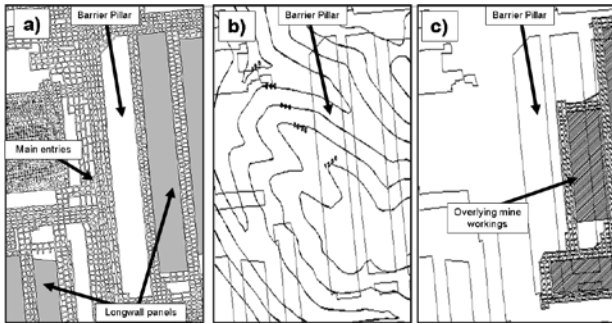 a)
Barrier Pillar
Main entries
Longwall panels
b)
Barrier Pillar
c)
Barrier Pillar
Overlying mine
workings